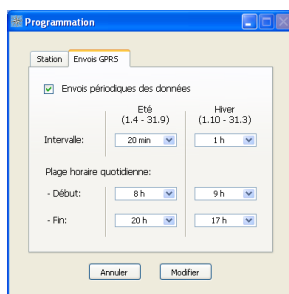 Programmation
Station Envois GPRS
Envois périodiques des données
Eté Hiver
(1.4 - 31.9) (1.10 - 31.3)
Intervalle: 20 min 1 h
Plage horaire quotidienne:
- Début: 8 h 9 h
- Fin: 20 h 17 h
Annuler Modifier